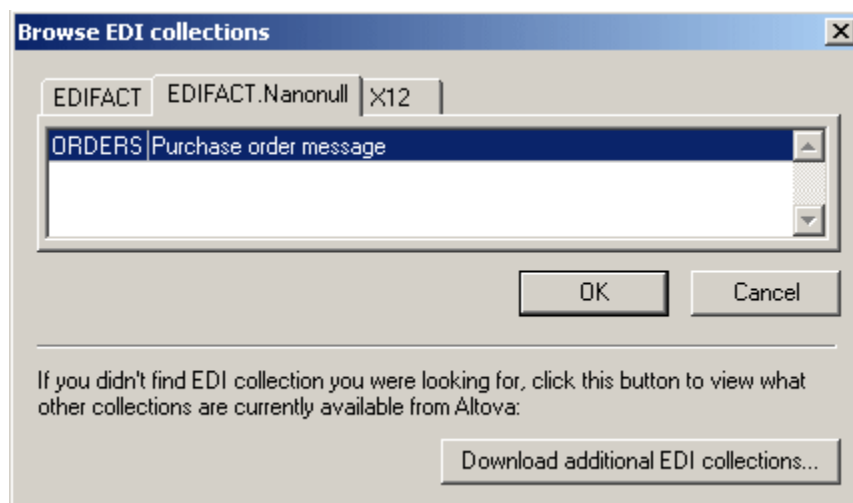 Browse EDI collections
EDIFACT EDIFACT.Nanonull X12
ORDERS Purchase order message
OK Cancel
If you didn't find EDI collection you were looking for, click this button to view what
other collections are currently available from Altova:
Download additional EDI collections...